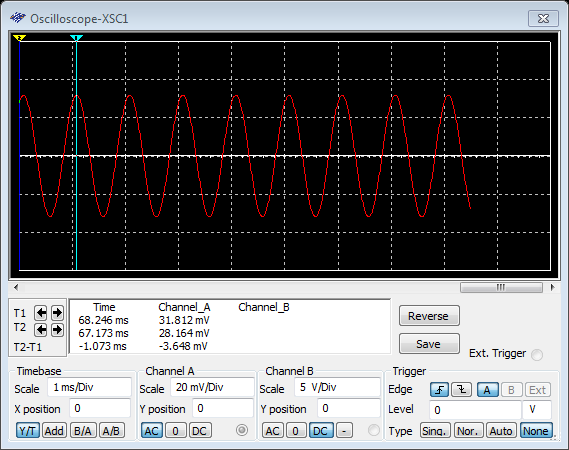 Oscilloscope-XSC1
2 1
Time Channel_A Channel_B
T1 68.246 ms 31.812 mV
T2 67.173 ms 28.164 mV
T2-T1 -1.073 ms -3.648 mV
Reverse
Save
Ext. Trigger
Timebase Channel A Channel B Trigger
Scale 1 ms/Div Scale 20 mV/Div Scale 5 V/Div Edge A B Ext
X position 0 Y position 0 Y position 0 Level 0 V
Y/T Add B/A A/B AC 0 DC AC 0 DC - Type Sing. Nor. Auto None